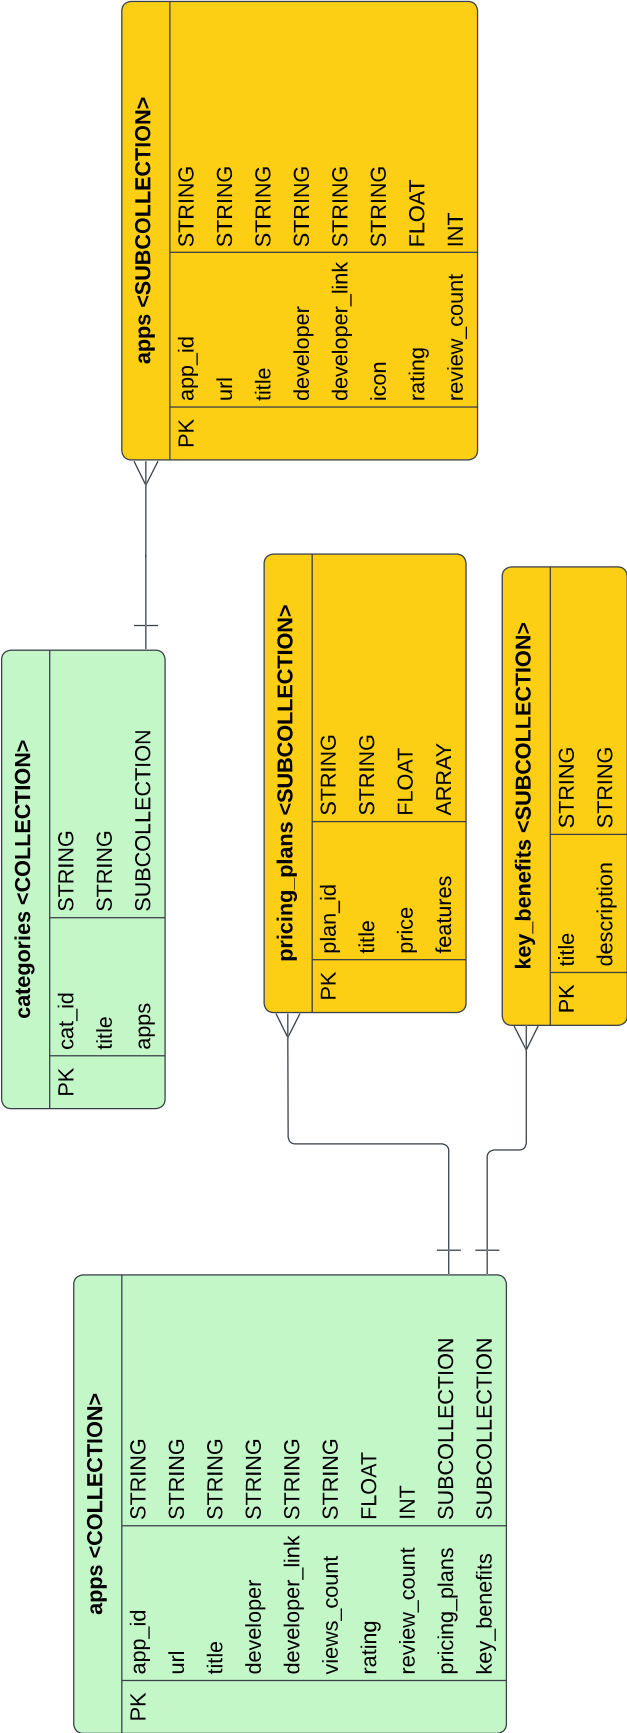 apps <COLLECTION>
PK app_id STRING
url STRING
title STRING
developer STRING
developer_link STRING
views_count STRING
rating FLOAT
review_count INT
pricing_plans SUBCOLLECTION
key_benefits SUBCOLLECTION
categories <COLLECTION>
PK cat_id STRING
title STRING
apps SUBCOLLECTION
pricing_plans <SUBCOLLECTION>
PK plan_id STRING
title STRING
price FLOAT
features ARRAY
key_benefits <SUBCOLLECTION>
PK title STRING
description STRING
apps <SUBCOLLECTION>
PK app_id STRING
url STRING
title STRING
developer STRING
developer_link STRING
icon STRING
rating FLOAT
review_count INT